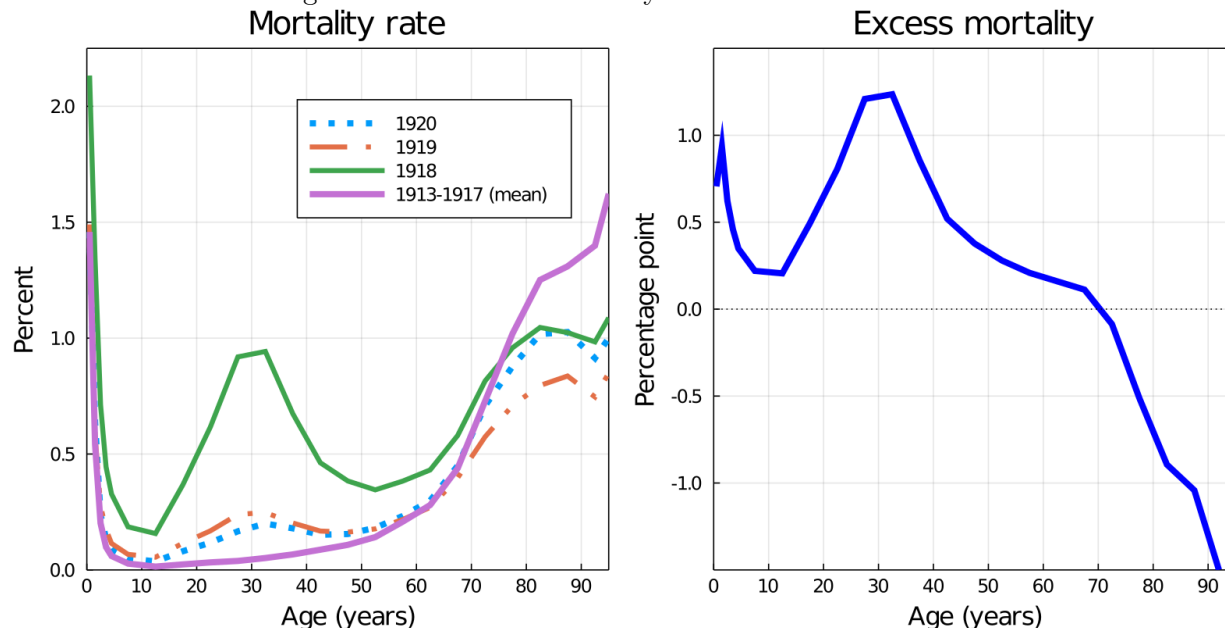 Mortality rate
Percent
2.0
1.5
1.0
0.5
0.0
1920
1919
1918
1913-1917 (mean)
0 10 20 30 40 50 60 70 80 90
Age (years)
Excess mortality
Percentage point
1.0
0.5
0.0
-0.5
-1.0
0 10 20 30 40 50 60 70 80 90
Age (years)